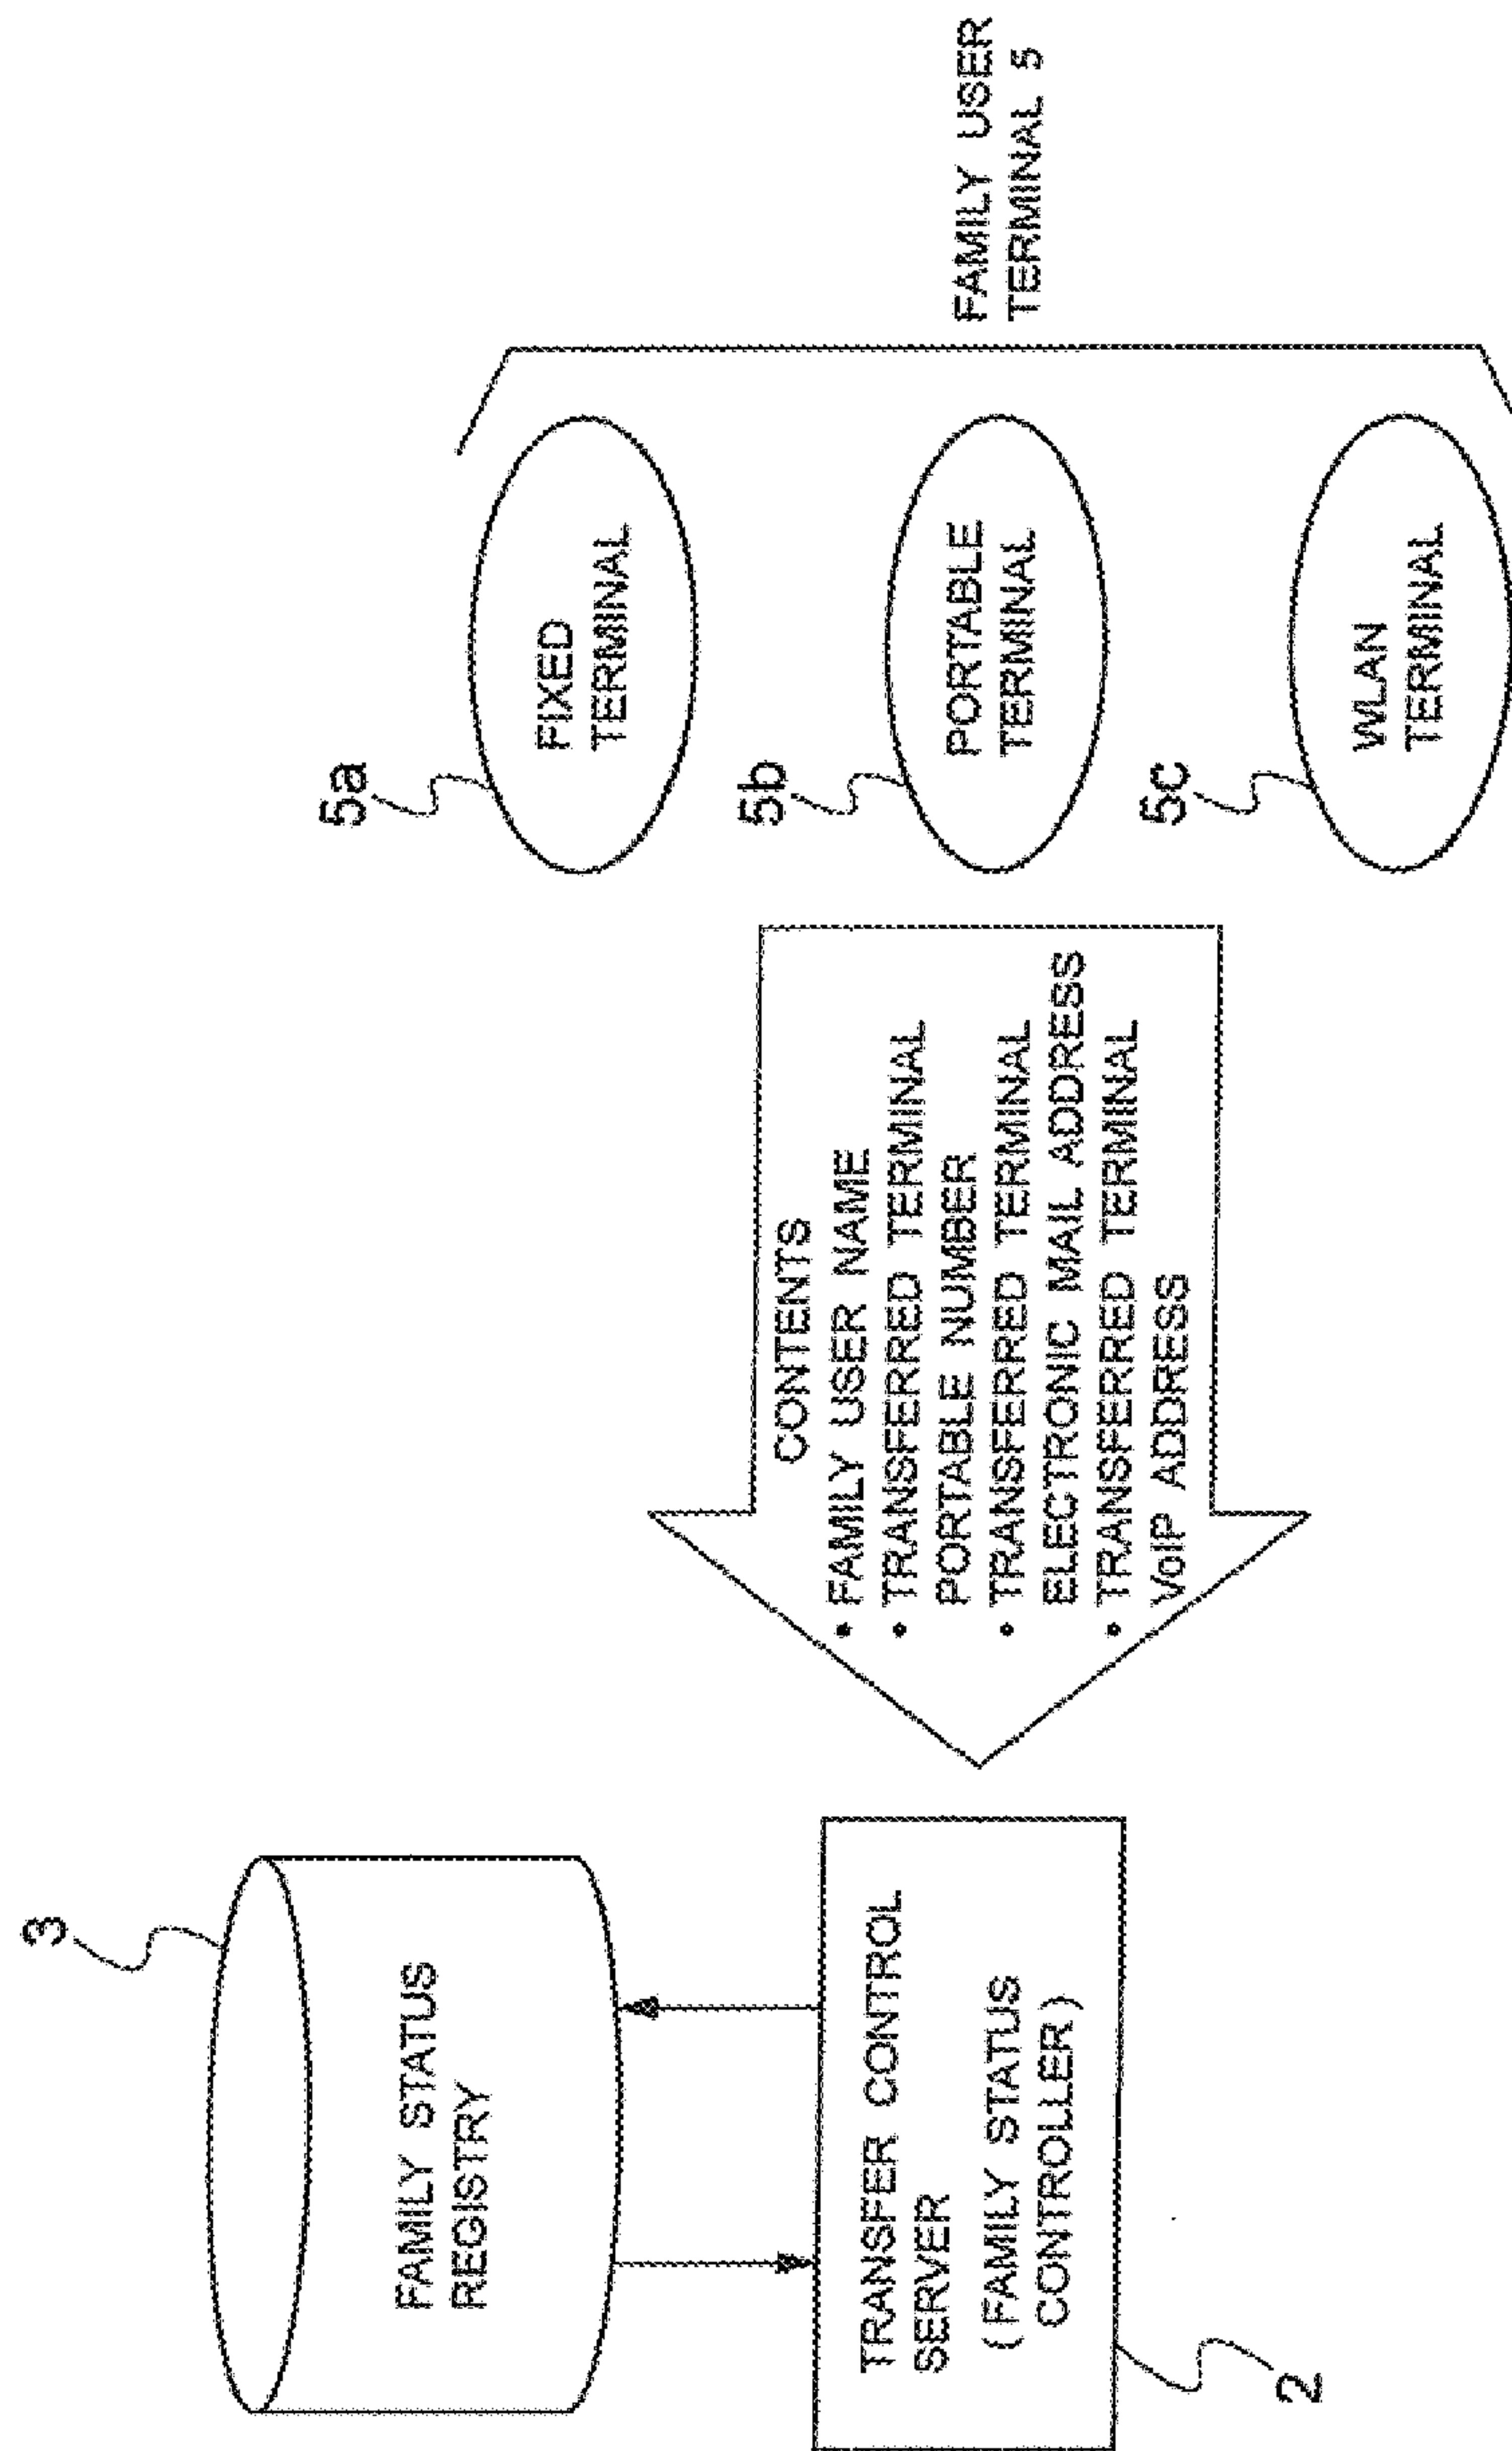 3
FAMILY STATUS
REGISTRY
TRANSFER CONTROL
SERVER
(FAMILY STATUS
CONTROLLER)
2
CONTENTS
• FAMILY USER NAME
• TRANSFERRED TERMINAL
PORTABLE NUMBER
• TRANSFERRED TERMINAL
ELECTRONIC MAIL ADDRESS
• TRANSFERRED TERMINAL
VoIP ADDRESS
5a
FIXED
TERMINAL
5b
PORTABLE
TERMINAL
5c
WLAN
TERMINAL
FAMILY USER
TERMINAL 5